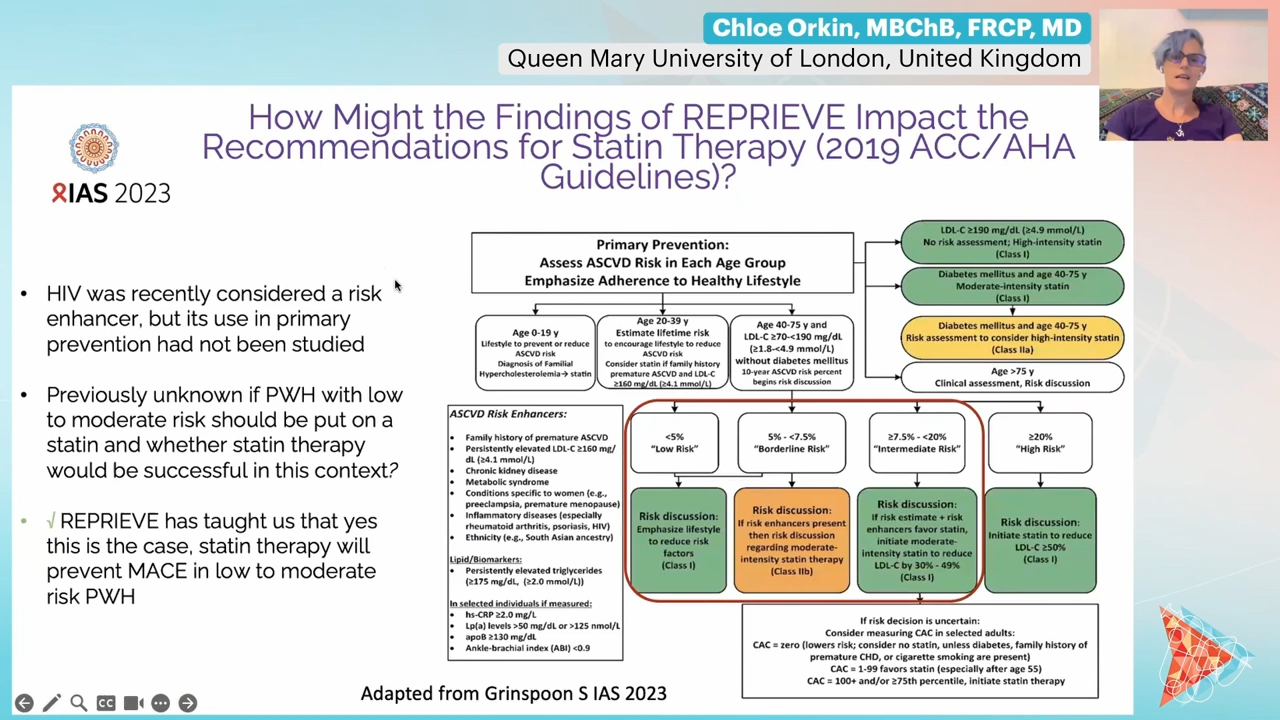 Chloe Orkin, MBChB, FRCP, MD
Queen Mary University of London, United Kingdom
How Might the Findings of REPRIEVE Impact the
Recommendations for Statin Therapy (2019 ACC/AHA
Guidelines)?
IAS 2023
• HIV was recently considered a risk
enhancer, but its use in primary
prevention had not been studied
• Previously unknown if PWH with low
to moderate risk should be put on a
statin and whether statin therapy
would be successful in this context?
• √ REPRIEVE has taught us that yes
this is the case, statin therapy will
prevent MACE in low to moderate
risk PWH
Primary Prevention:
Assess ASCVD Risk in Each Age Group
Emphasize Adherence to Healthy Lifestyle
LDL-C ≥190 mg/dL (≥4.9 mmol/L)
No risk assessment; High-intensity statin
(Class I)
Diabetes mellitus and age 40-75 y
Moderate-intensity statin
(Class I)
Diabetes mellitus and age 40-75 y
Risk assessment to consider high-intensity statin
(Class IIa)
Age >75 y
Clinical assessment, Risk discussion
Age 0-19 y
Lifestyle to prevent or reduce
ASCVD risk
Diagnosis of Familial
Hypercholesterolemia→ statin
Age 20-39 y
Estimate lifetime risk
to encourage lifestyle to reduce
ASCVD risk
Consider statin if family history
premature ASCVD and LDL-C
≥160 mg/dL (≥4.1 mmol/L)
Age 40-75 y and
LDL-C ≥70-<190 mg/dL
(≥1.8-<4.9 mmol/L)
without diabetes mellitus
10-year ASCVD risk percent
begins risk discussion
ASCVD Risk Enhancers:
• Family history of premature ASCVD
• Persistently elevated LDL-C ≥160 mg/
dL (≥4.1 mmol/L)
• Chronic kidney disease
• Metabolic syndrome
• Conditions specific to women (e.g.,
preeclampsia, premature menopause)
• Inflammatory diseases (especially
rheumatoid arthritis, psoriasis, HIV)
• Ethnicity (e.g., South Asian ancestry)
Lipid/Biomarkers:
• Persistently elevated triglycerides
(≥175 mg/dL, (≥2.0 mmol/L))
In selected individuals if measured:
• hs-CRP ≥2.0 mg/L
• Lp(a) levels >50 mg/dL or >125 nmol/L
• apoB ≥130 mg/dL
• Ankle-brachial index (ABI) <0.9
<5%
"Low Risk"
5% - <7.5%
"Borderline Risk"
≥7.5% - <20%
"Intermediate Risk"
≥20%
"High Risk"
Risk discussion:
Emphasize lifestyle
to reduce risk
factors
(Class I)
Risk discussion:
If risk enhancers present
then risk discussion
regarding moderate-
intensity statin therapy
(Class IIb)
Risk discussion:
If risk estimate + risk
enhancers favor statin,
initiate moderate-
intensity statin to reduce
LDL-C by 30% - 49%
(Class I)
Risk discussion:
Initiate statin to reduce
LDL-C ≥50%
(Class I)
If risk decision is uncertain:
Consider measuring CAC in selected adults:
CAC = zero (lowers risk; consider no statin, unless diabetes, family history of
premature CHD, or cigarette smoking are present)
CAC = 1-99 favors statin (especially after age 55)
CAC = 100+ and/or ≥75th percentile, initiate statin therapy
Adapted from Grinspoon S IAS 2023
CC